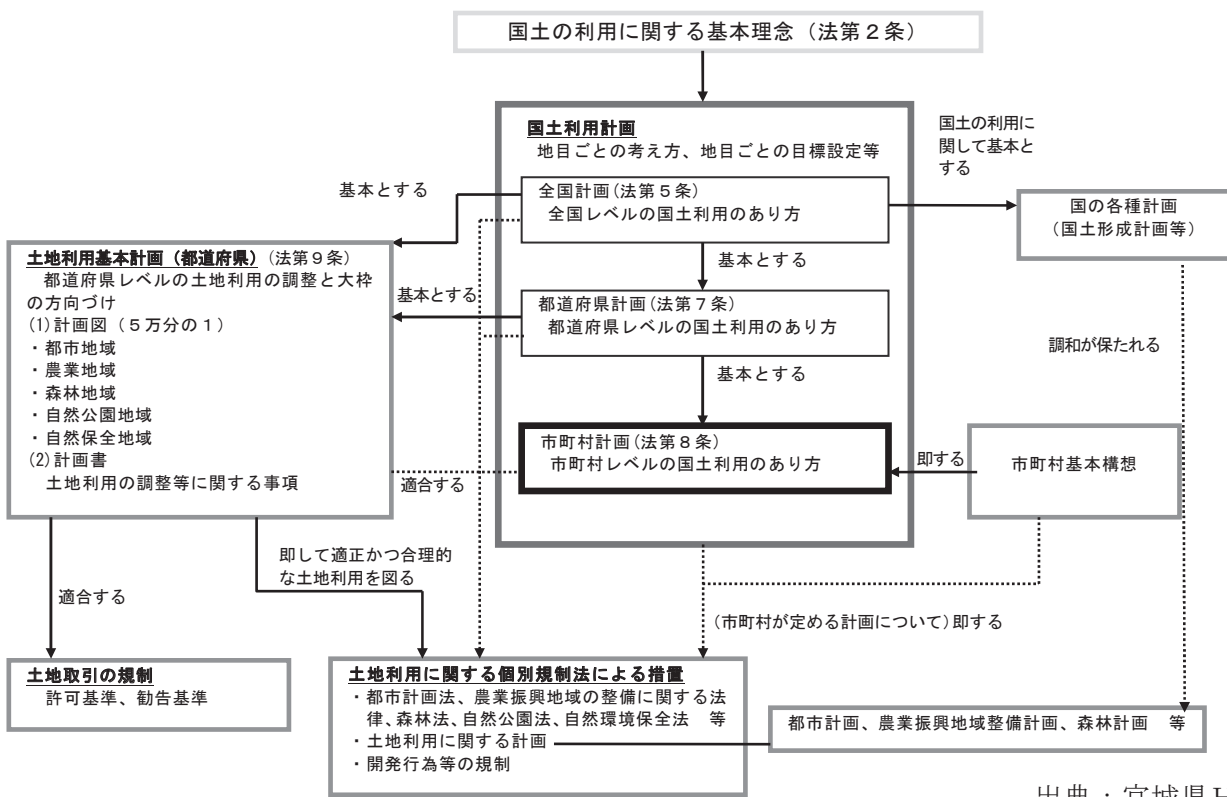 国土の利用に関する基本理念（法第２条）
国土利用計画
地目ごとの考え方、地目ごとの目標設定等
国土の利用に
関して基本と
する
基本とする
全国計画(法第５条)
全国レベルの国土利用のあり方
国の各種計画
（国土形成計画等）
土地利用基本計画（都道府県）（法第９条）
都道府県レベルの土地利用の調整と大枠
の方向づけ
(1)計画図（５万分の１）
・都市地域
・農業地域
・森林地域
・自然公園地域
・自然保全地域
(2)計画書
土地利用の調整等に関する事項
基本とする
基本とする
都道府県計画(法第７条)
都道府県レベルの国土利用のあり方
調和が保たれる
基本とする
市町村計画(法第８条)
市町村レベルの国土利用のあり方
適合する
即する
市町村基本構想
即して適正かつ合理的
な土地利用を図る
適合する
(市町村が定める計画について)即する
土地取引の規制
許可基準、勧告基準
土地利用に関する個別規制法による措置
・都市計画法、農業振興地域の整備に関する法
律、森林法、自然公園法、自然環境保全法　等
・土地利用に関する計画
・開発行為等の規制
都市計画、農業振興地域整備計画、森林計画　等
出典：宮城県